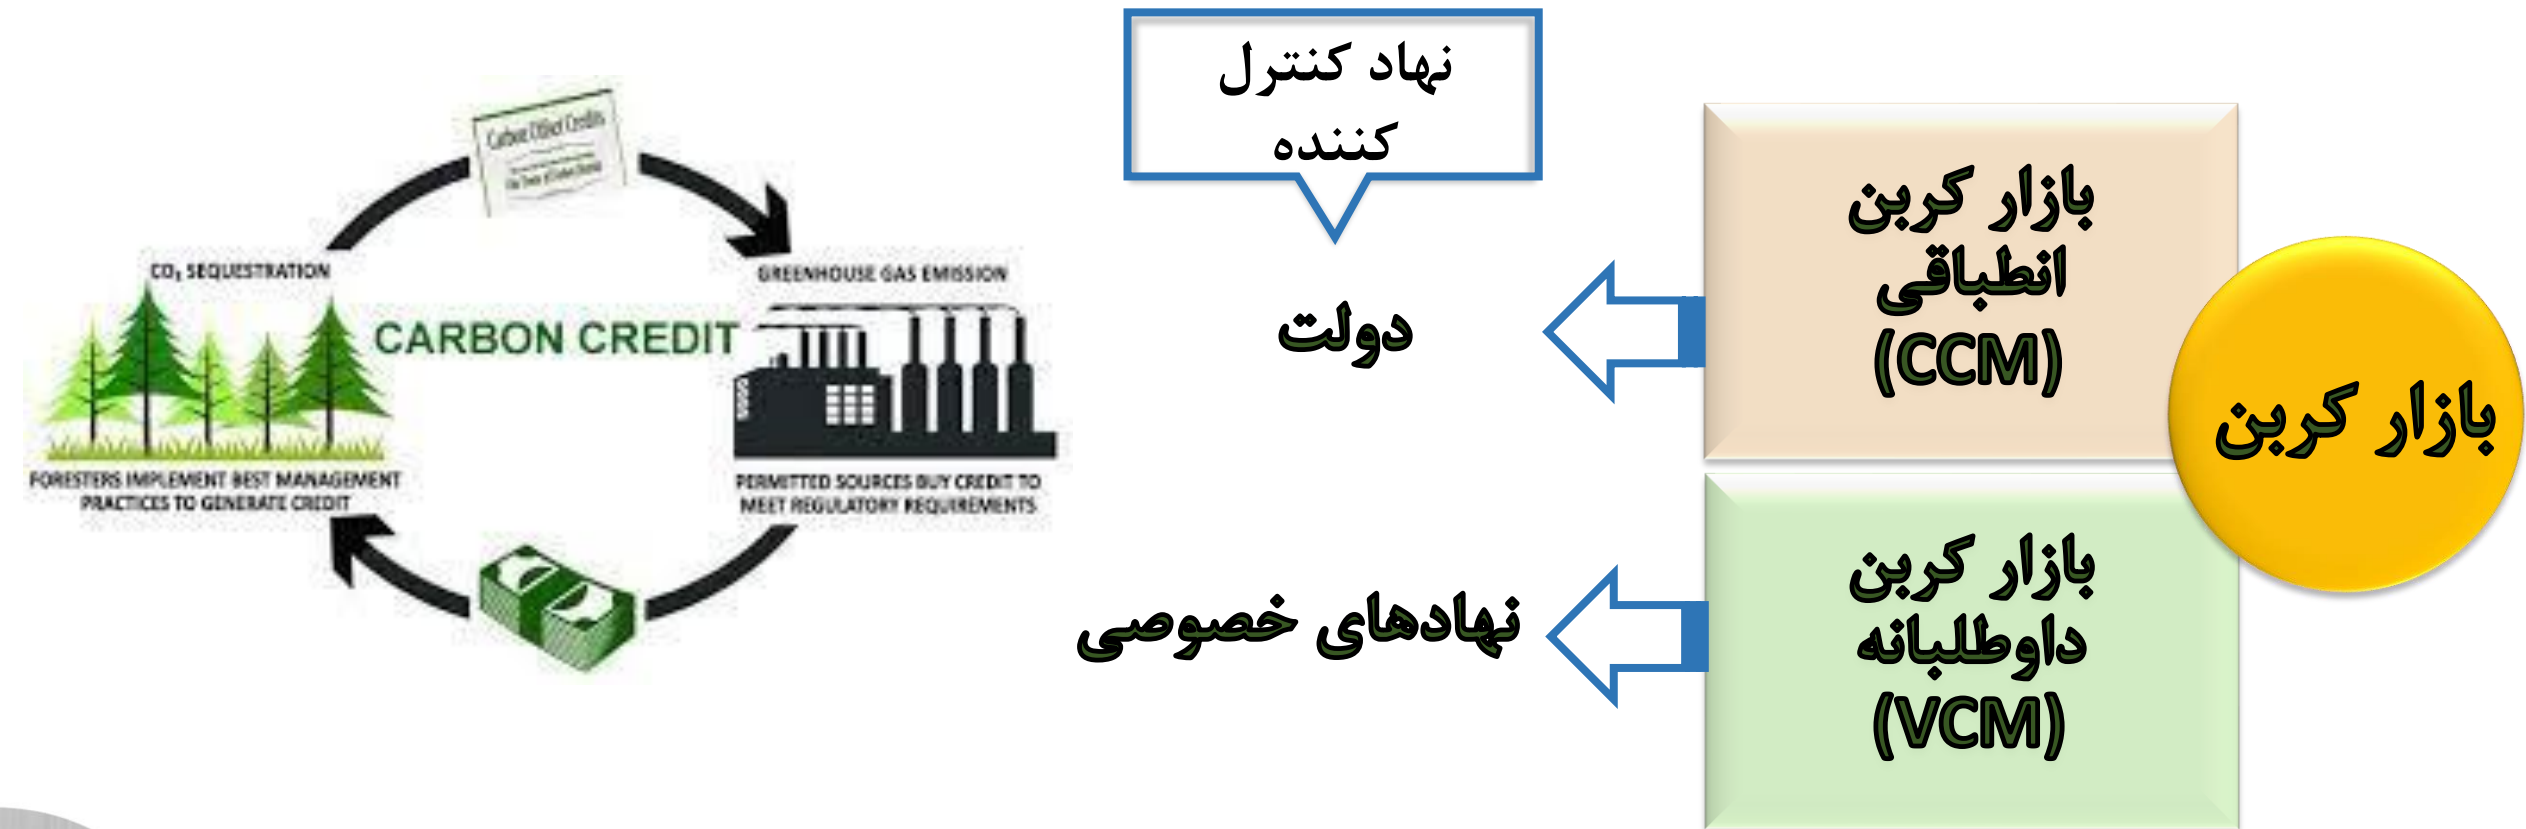 بازار کربن
بازار کربن
انطباقی
(CCM)
بازار کربن
داوطلبانه
(VCM)
نهاد کنترل
کننده
دولت
نهادهای خصوصی
Carbon Offset Credits
CO₂ SEQUESTRATION
GREENHOUSE GAS EMISSION
CARBON CREDIT
FORESTERS IMPLEMENT BEST MANAGEMENT
PRACTICES TO GENERATE CREDIT
PERMITTED SOURCES BUY CREDIT TO
MEET REGULATORY REQUIREMENTS